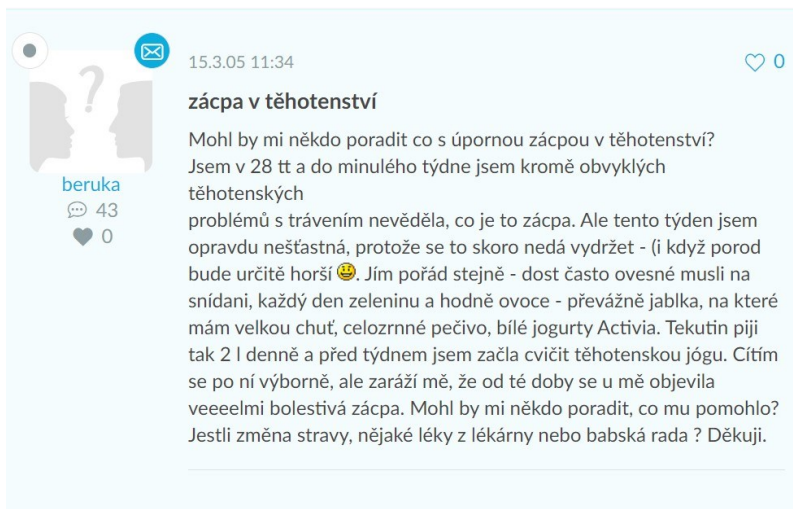 15.3.05 11:34
0
zácpa v těhotenství
beruka
43
0
Mohl by mi někdo poradit co s úpornou zácpou v těhotenství?
Jsem v 28 tt a do minulého týdne jsem kromě obvyklých
těhotenských
problémů s trávením nevěděla, co je to zácpa. Ale tento týden jsem
opravdu nešťastná, protože se to skoro nedá vydržet - (i když porod
bude určitě horší 😀. Jím pořád stejně - dost často ovesné musli na
snídani, každý den zeleninu a hodně ovoce - převážně jablka, na které
mám velkou chuť, celozrnné pečivo, bílé jogurty Activia. Tekutin piji
tak 2 l denně a před týdnem jsem začla cvičit těhotenskou jógu. Cítím
se po ní výborně, ale zaráží mě, že od té doby se u mě objevila
veeeelmi bolestivá zácpa. Mohl by mi někdo poradit, co mu pomohlo?
Jestli změna stravy, nějaké léky z lékárny nebo babská rada ? Děkuji.